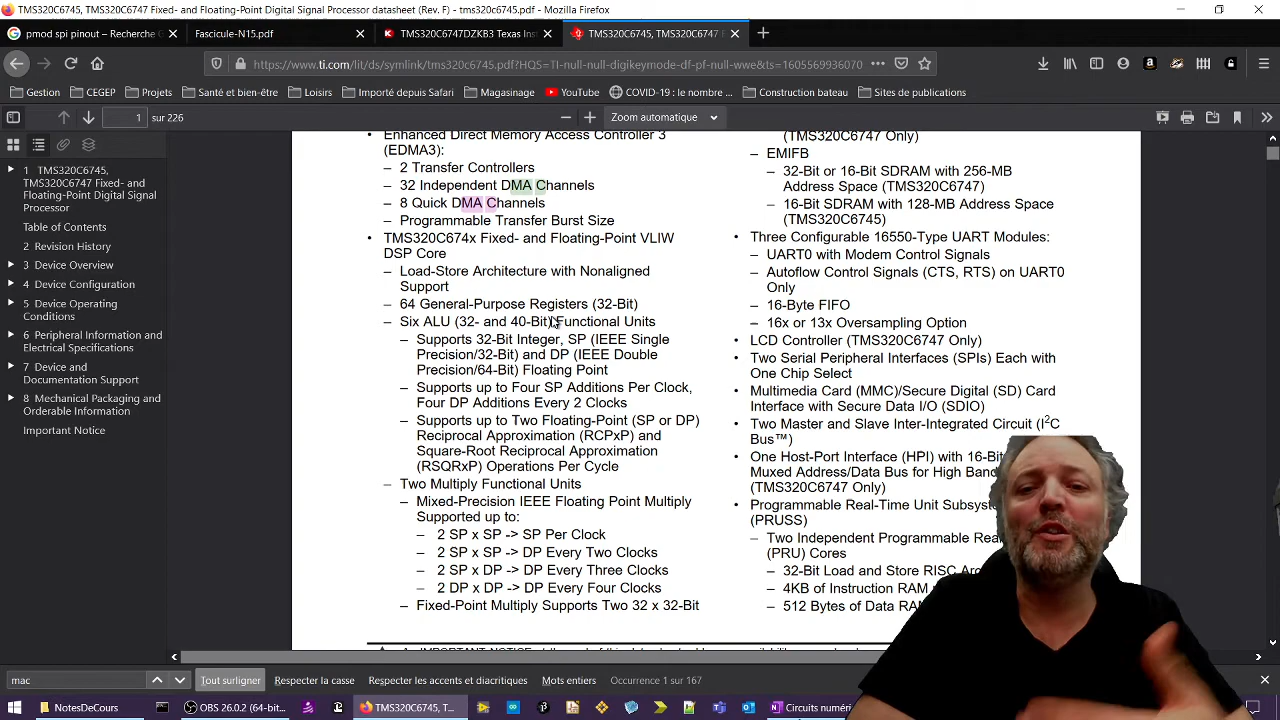 TMS320C6745, TMS320C6747 Fixed- and Floating-Point Digital Signal Processor datasheet (Rev. F) - tms320c6745.pdf - Mozilla Firefox
pmod spi pinout – Recherche G
Fascicule-N15.pdf
TMS320C6747DZKB3 Texas Inst
TMS320C6745, TMS320C6747 F
https://www.ti.com/lit/ds/symlink/tms320c6745.pdf?HQS=TI-null-null-digikeymode-df-pf-null-wwe&ts=1605569936070
Gestion
CEGEP
Projets
Santé et bien être
Loisirs
Importé depuis Safari
Magasinage
YouTube
COVID-19 : le nombre ...
Construction bateau
Sites de publications
1
sur 226
Zoom automatique
1 TMS320C6745,
TMS320C6747 Fixed- and
Floating-Point Digital Signal
Processor
Table of Contents
2 Revision History
3 Device Overview
4 Device Configuration
5 Device Operating
Conditions
6 Peripheral Information and
Electrical Specifications
7 Device and
Documentation Support
8 Mechanical Packaging and
Orderable Information
Important Notice
• Enhanced Direct Memory Access Controller 3
(EDMA3):
– 2 Transfer Controllers
– 32 Independent DMA Channels
– 8 Quick DMA Channels
– Programmable Transfer Burst Size
• TMS320C674x Fixed- and Floating-Point VLIW
DSP Core
– Load-Store Architecture with Nonaligned
Support
– 64 General-Purpose Registers (32-Bit)
– Six ALU (32- and 40-Bit) Functional Units
– Supports 32-Bit Integer, SP (IEEE Single
Precision/32-Bit) and DP (IEEE Double
Precision/64-Bit) Floating Point
– Supports up to Four SP Additions Per Clock,
Four DP Additions Every 2 Clocks
– Supports up to Two Floating-Point (SP or DP)
Reciprocal Approximation (RCPxP) and
Square-Root Reciprocal Approximation
(RSQRxP) Operations Per Cycle
– Two Multiply Functional Units
– Mixed-Precision IEEE Floating Point Multiply
Supported up to:
– 2 SP x SP -> SP Per Clock
– 2 SP x SP -> DP Every Two Clocks
– 2 SP x DP -> DP Every Three Clocks
– 2 DP x DP -> DP Every Four Clocks
– Fixed-Point Multiply Supports Two 32 x 32-Bit
(TMS320C6747 Only)
– EMIFB
– 32-Bit or 16-Bit SDRAM with 256-MB
Address Space (TMS320C6747)
– 16-Bit SDRAM with 128-MB Address Space
(TMS320C6745)
• Three Configurable 16550-Type UART Modules:
– UART0 with Modem Control Signals
– Autoflow Control Signals (CTS, RTS) on UART0
Only
– 16-Byte FIFO
– 16x or 13x Oversampling Option
• LCD Controller (TMS320C6747 Only)
• Two Serial Peripheral Interfaces (SPIs) Each with
One Chip Select
• Multimedia Card (MMC)/Secure Digital (SD) Card
Interface with Secure Data I/O (SDIO)
• Two Master and Slave Inter-Integrated Circuit (I2C
Bus™)
• One Host-Port Interface (HPI) with 16-Bit
Muxed Address/Data Bus for High Band
(TMS320C6747 Only)
• Programmable Real-Time Unit Subsyst
(PRUSS)
– Two Independent Programmable Rea
(PRU) Cores
– 32-Bit Load and Store RISC Arc
– 4KB of Instruction RAM
– 512 Bytes of Data RA
mac
Tout surligner
Respecter la casse
Respecter les accents et diacritiques
Mots entiers
Occurrence 1 sur 167
NotesDeCours
OBS 26.0.2 (64-bit...
TMS320C6745, T...
Circuits numéri